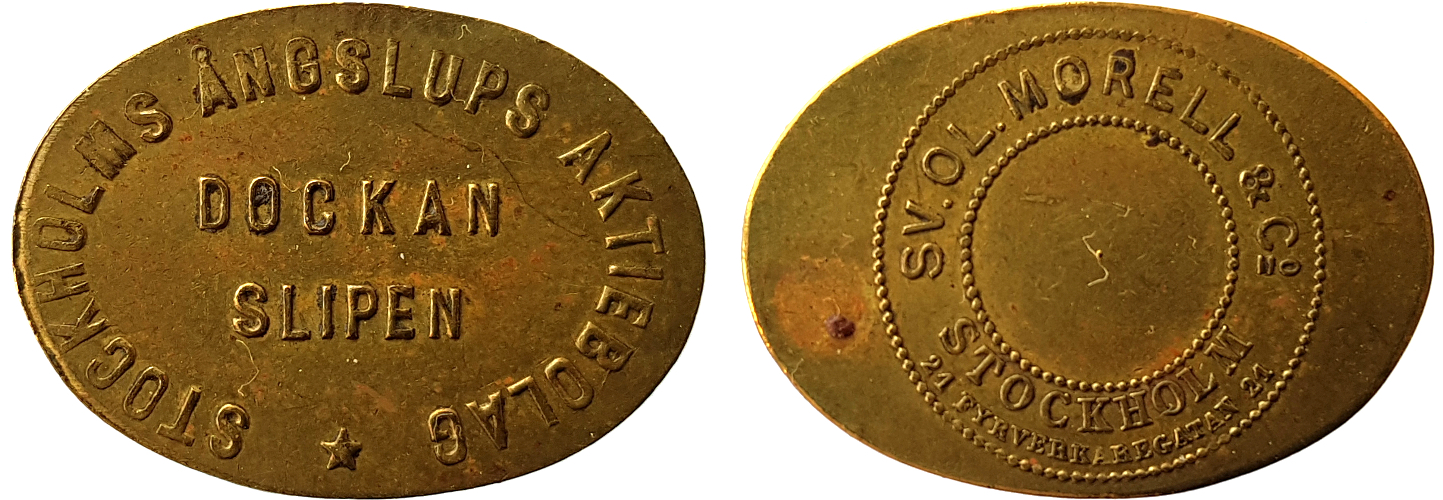 STOCKHOLMS ÅNGSLUPS AKTIEBOLAG
DOCKAN
SLIPEN
SV. OL. MORELL & Cº
STOCKHOLM
21 FYRVERKAREGATAN 21